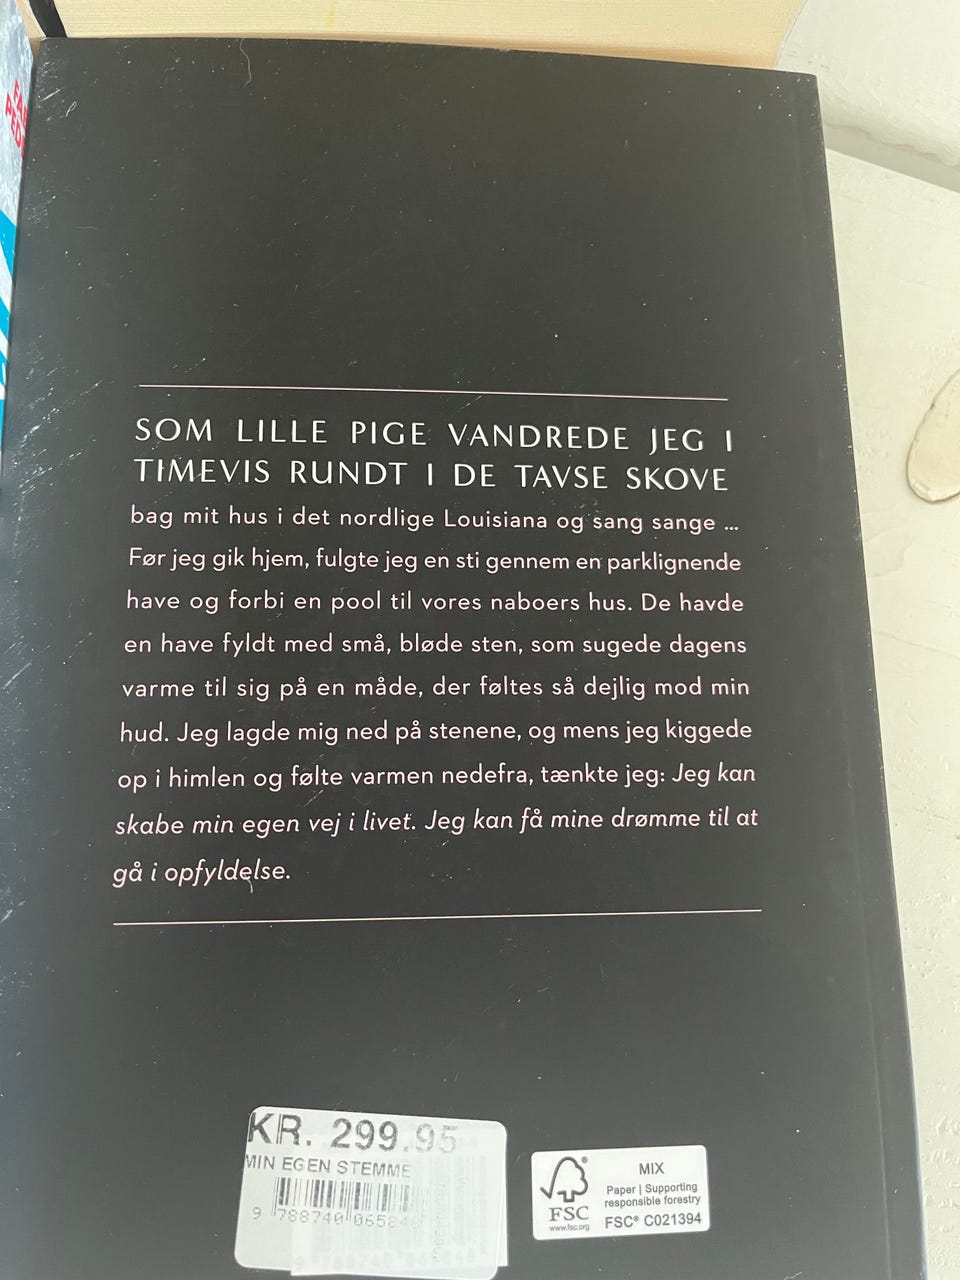 SOM LILLE PIGE VANDREDE JEG I
TIMEVIS RUNDT I DE TAVSE SKOVE
bag mit hus i det nordlige Louisiana og sang sange ...
Før jeg gik hjem, fulgte jeg en sti gennem en parklignende
have og forbi en pool til vores naboers hus. De havde
en have fyldt med små, bløde sten, som sugede dagens
varme til sig på en måde, der føltes så dejlig mod min
hud. Jeg lagde mig ned på stenene, og mens jeg kiggede
op i himlen og følte varmen nedefra, tænkte jeg: Jeg kan
skabe min egen vej i livet. Jeg kan få mine drømme til at
gå i opfyldelse.
KR. 299.95
MIN EGEN STEMME
9 788740 065848
FSC®
www.fsc.org
MIX
Paper | Supporting
responsible forestry
FSC® C021394